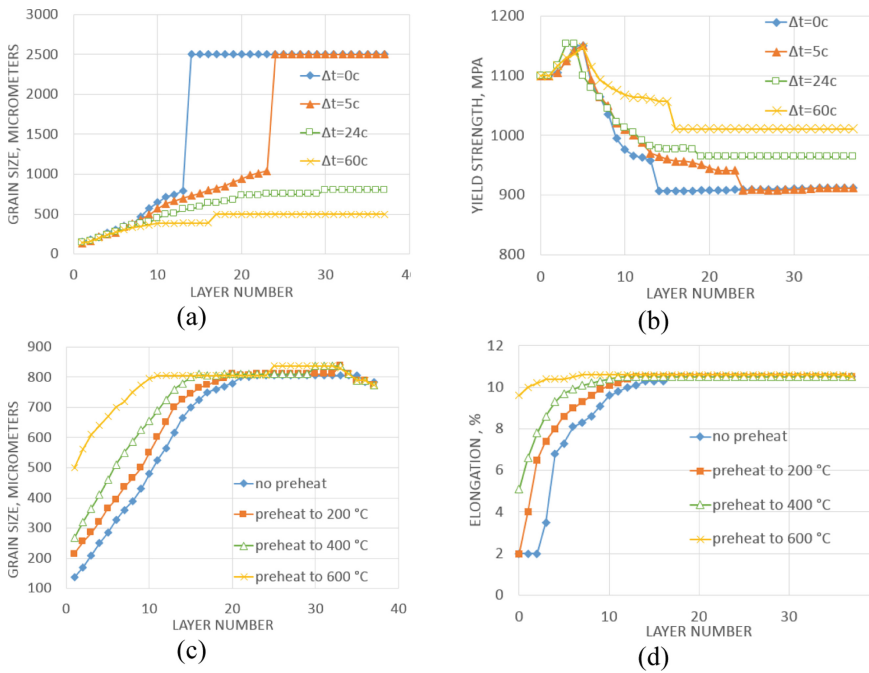 GRAIN SIZE, MICROMETERS
3000
2500
2000
1500
1000
500
0
Δt=0c
Δt=5c
Δt=24c
Δt=60c
0 10 20 30
LAYER NUMBER
(a)
YIELD STRENGTH, MPA
1200
1100
1000
900
800
Δt=0c
Δt=5c
Δt=24c
Δt=60c
0 10 20 30
LAYER NUMBER
(b)
GRAIN SIZE, MICROMETERS
900
800
700
600
500
400
300
200
100
no preheat
preheat to 200 °C
preheat to 400 °C
preheat to 600 °C
0 10 20 30 40
LAYER NUMBER
(c)
ELONGATION , %
12
10
8
6
4
2
0
no preheat
preheat to 200 °C
preheat to 400 °C
preheat to 600 °C
0 10 20 30
LAYER NUMBER
(d)